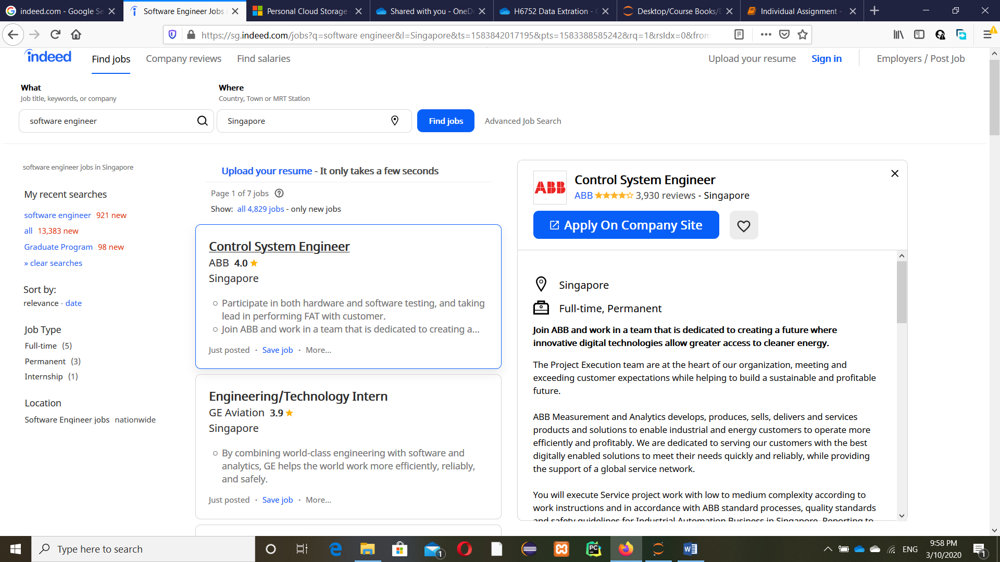 indeed.com - Google Se
Software Engineer Jobs i
Personal Cloud Storage -
Shared with you - OneD
H6752 Data Extration -
Desktop/Course Books/
Individual Assignment -
https://sg.indeed.com/jobs?q=software engineer&l=Singapore&ts=1583842017195&pts=1583388585242&rq=1&rsIdx=0&from
indeed
Find jobs
Company reviews
Find salaries
Upload your resume
Sign in
Employers / Post Job
What
Job title, keywords, or company
Where
Country, Town or MRT Station
software engineer
Singapore
Find jobs
Advanced Job Search
software engineer jobs in Singapore
My recent searches
software engineer 921 new
all 13,383 new
Graduate Program 98 new
» clear searches
Sort by:
relevance - date
Job Type
Full-time (5)
Permanent (3)
Internship (1)
Location
Software Engineer jobs nationwide
Upload your resume - It only takes a few seconds
Page 1 of 7 jobs
Show: all 4,829 jobs - only new jobs
Control System Engineer
ABB 4.0
Singapore
Participate in both hardware and software testing, and taking
lead in performing FAT with customer.
Join ABB and work in a team that is dedicated to creating a...
Just posted · Save job · More...
Engineering/Technology Intern
GE Aviation 3.9
Singapore
By combining world-class engineering with software and
analytics, GE helps the world work more efficiently, reliably,
and safely.
Just posted · Save job · More...
ABB
Control System Engineer
ABB 3,930 reviews - Singapore
Apply On Company Site
Singapore
Full-time, Permanent
Join ABB and work in a team that is dedicated to creating a future where
innovative digital technologies allow greater access to cleaner energy.
The Project Execution team are at the heart of our organization, meeting and
exceeding customer expectations while helping to build a sustainable and profitable
future.
ABB Measurement and Analytics develops, produces, sells, delivers and services
products and solutions to enable industrial and energy customers to operate more
efficiently and profitably. We are dedicated to serving our customers with the best
digitally enabled solutions to meet their needs quickly and reliably, while providing
the support of a global service network.
You will execute Service project work with low to medium complexity according to
work instructions and in accordance with ABB standard processes, quality standards
and safety guidelines for Industrial Automation Business in Singapore. Reporting to
Type here to search
1
PC
ENG
9:58 PM
3/10/2020
1